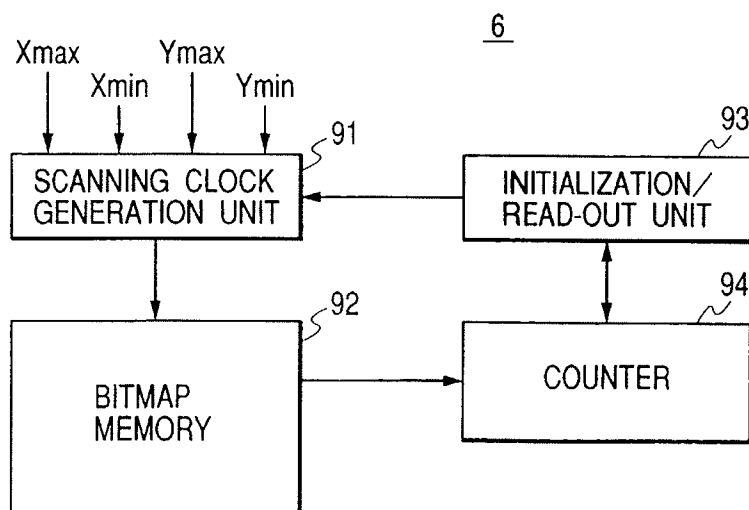 6
Xmax
Ymax
Xmin
Ymin
91
93
SCANNING CLOCK
GENERATION UNIT
INITIALIZATION/
READ-OUT UNIT
92
94
BITMAP
MEMORY
COUNTER